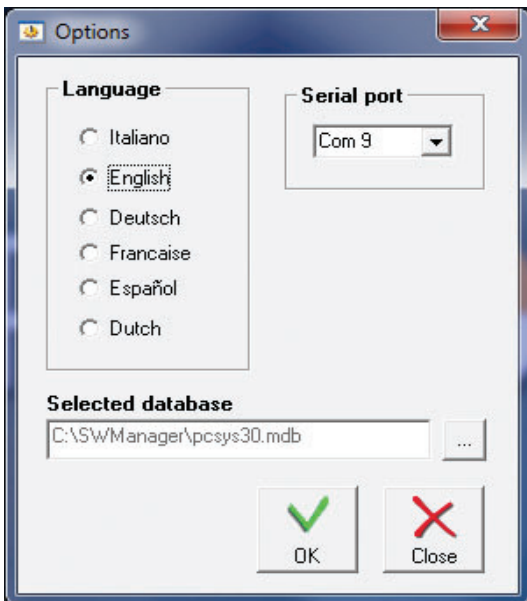 Options
Language
Italiano
English
Deutsch
Francaise
Español
Dutch
Serial port
Com 9
Selected database
C:\SWManager\pcsys30.mdb
...
OK
Close